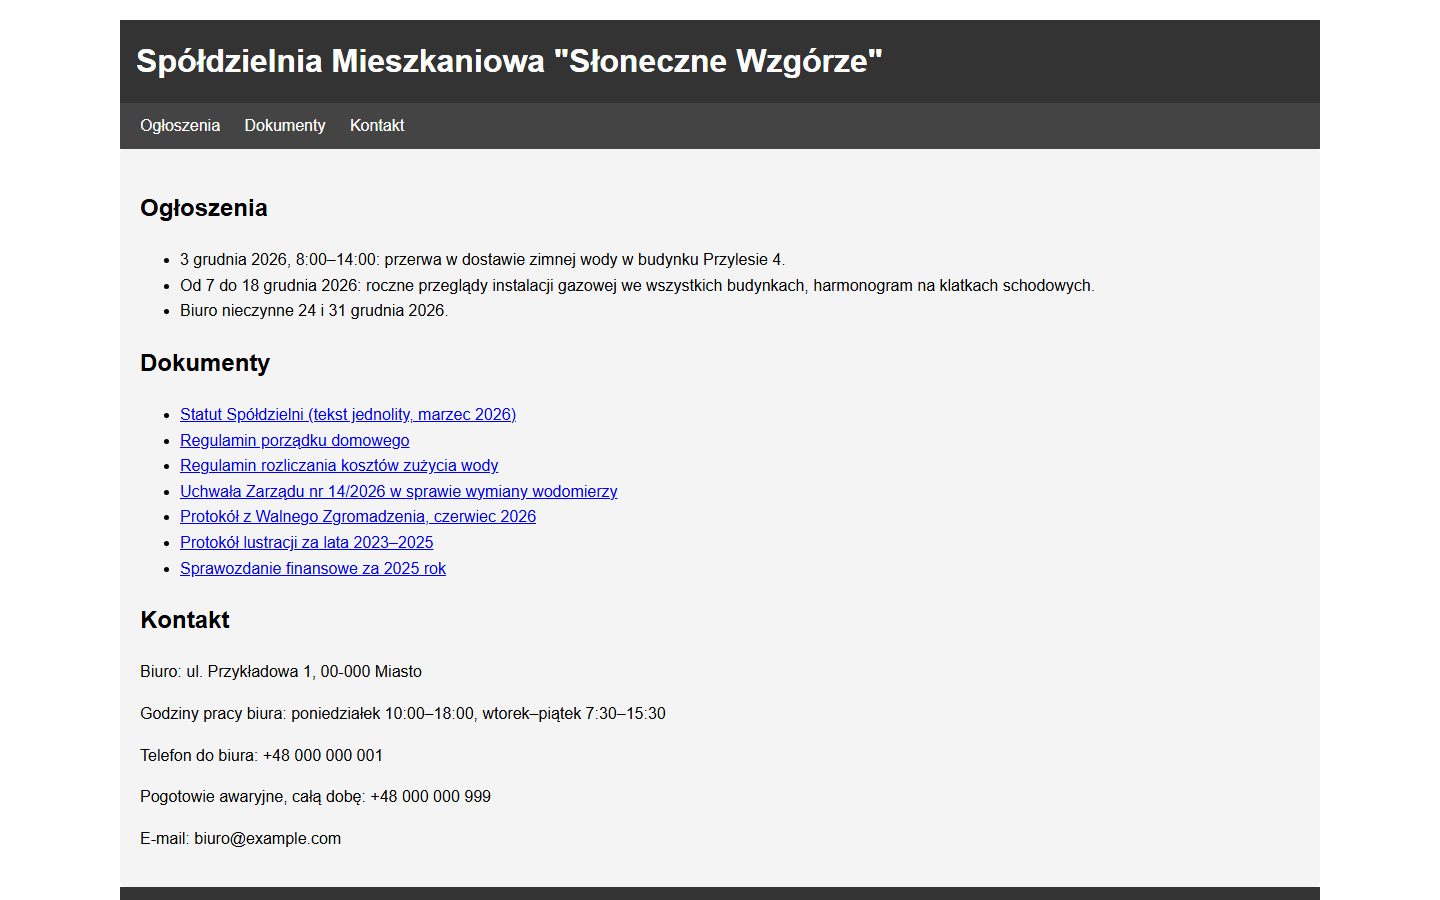 Spółdzielnia Mieszkaniowa "Słoneczne Wzgórze"
Ogłoszenia Dokumenty Kontakt
Ogłoszenia
3 grudnia 2026, 8:00–14:00: przerwa w dostawie zimnej wody w budynku Przylesie 4.
Od 7 do 18 grudnia 2026: roczne przeglądy instalacji gazowej we wszystkich budynkach, harmonogram na klatkach schodowych.
Biuro nieczynne 24 i 31 grudnia 2026.
Dokumenty
Statut Spółdzielni (tekst jednolity, marzec 2026)
Regulamin porządku domowego
Regulamin rozliczania kosztów zużycia wody
Uchwała Zarządu nr 14/2026 w sprawie wymiany wodomierzy
Protokół z Walnego Zgromadzenia, czerwiec 2026
Protokół lustracji za lata 2023–2025
Sprawozdanie finansowe za 2025 rok
Kontakt
Biuro: ul. Przykładowa 1, 00-000 Miasto
Godziny pracy biura: poniedziałek 10:00–18:00, wtorek–piątek 7:30–15:30
Telefon do biura: +48 000 000 001
Pogotowie awaryjne, całą dobę: +48 000 000 999
E-mail: biuro@example.com